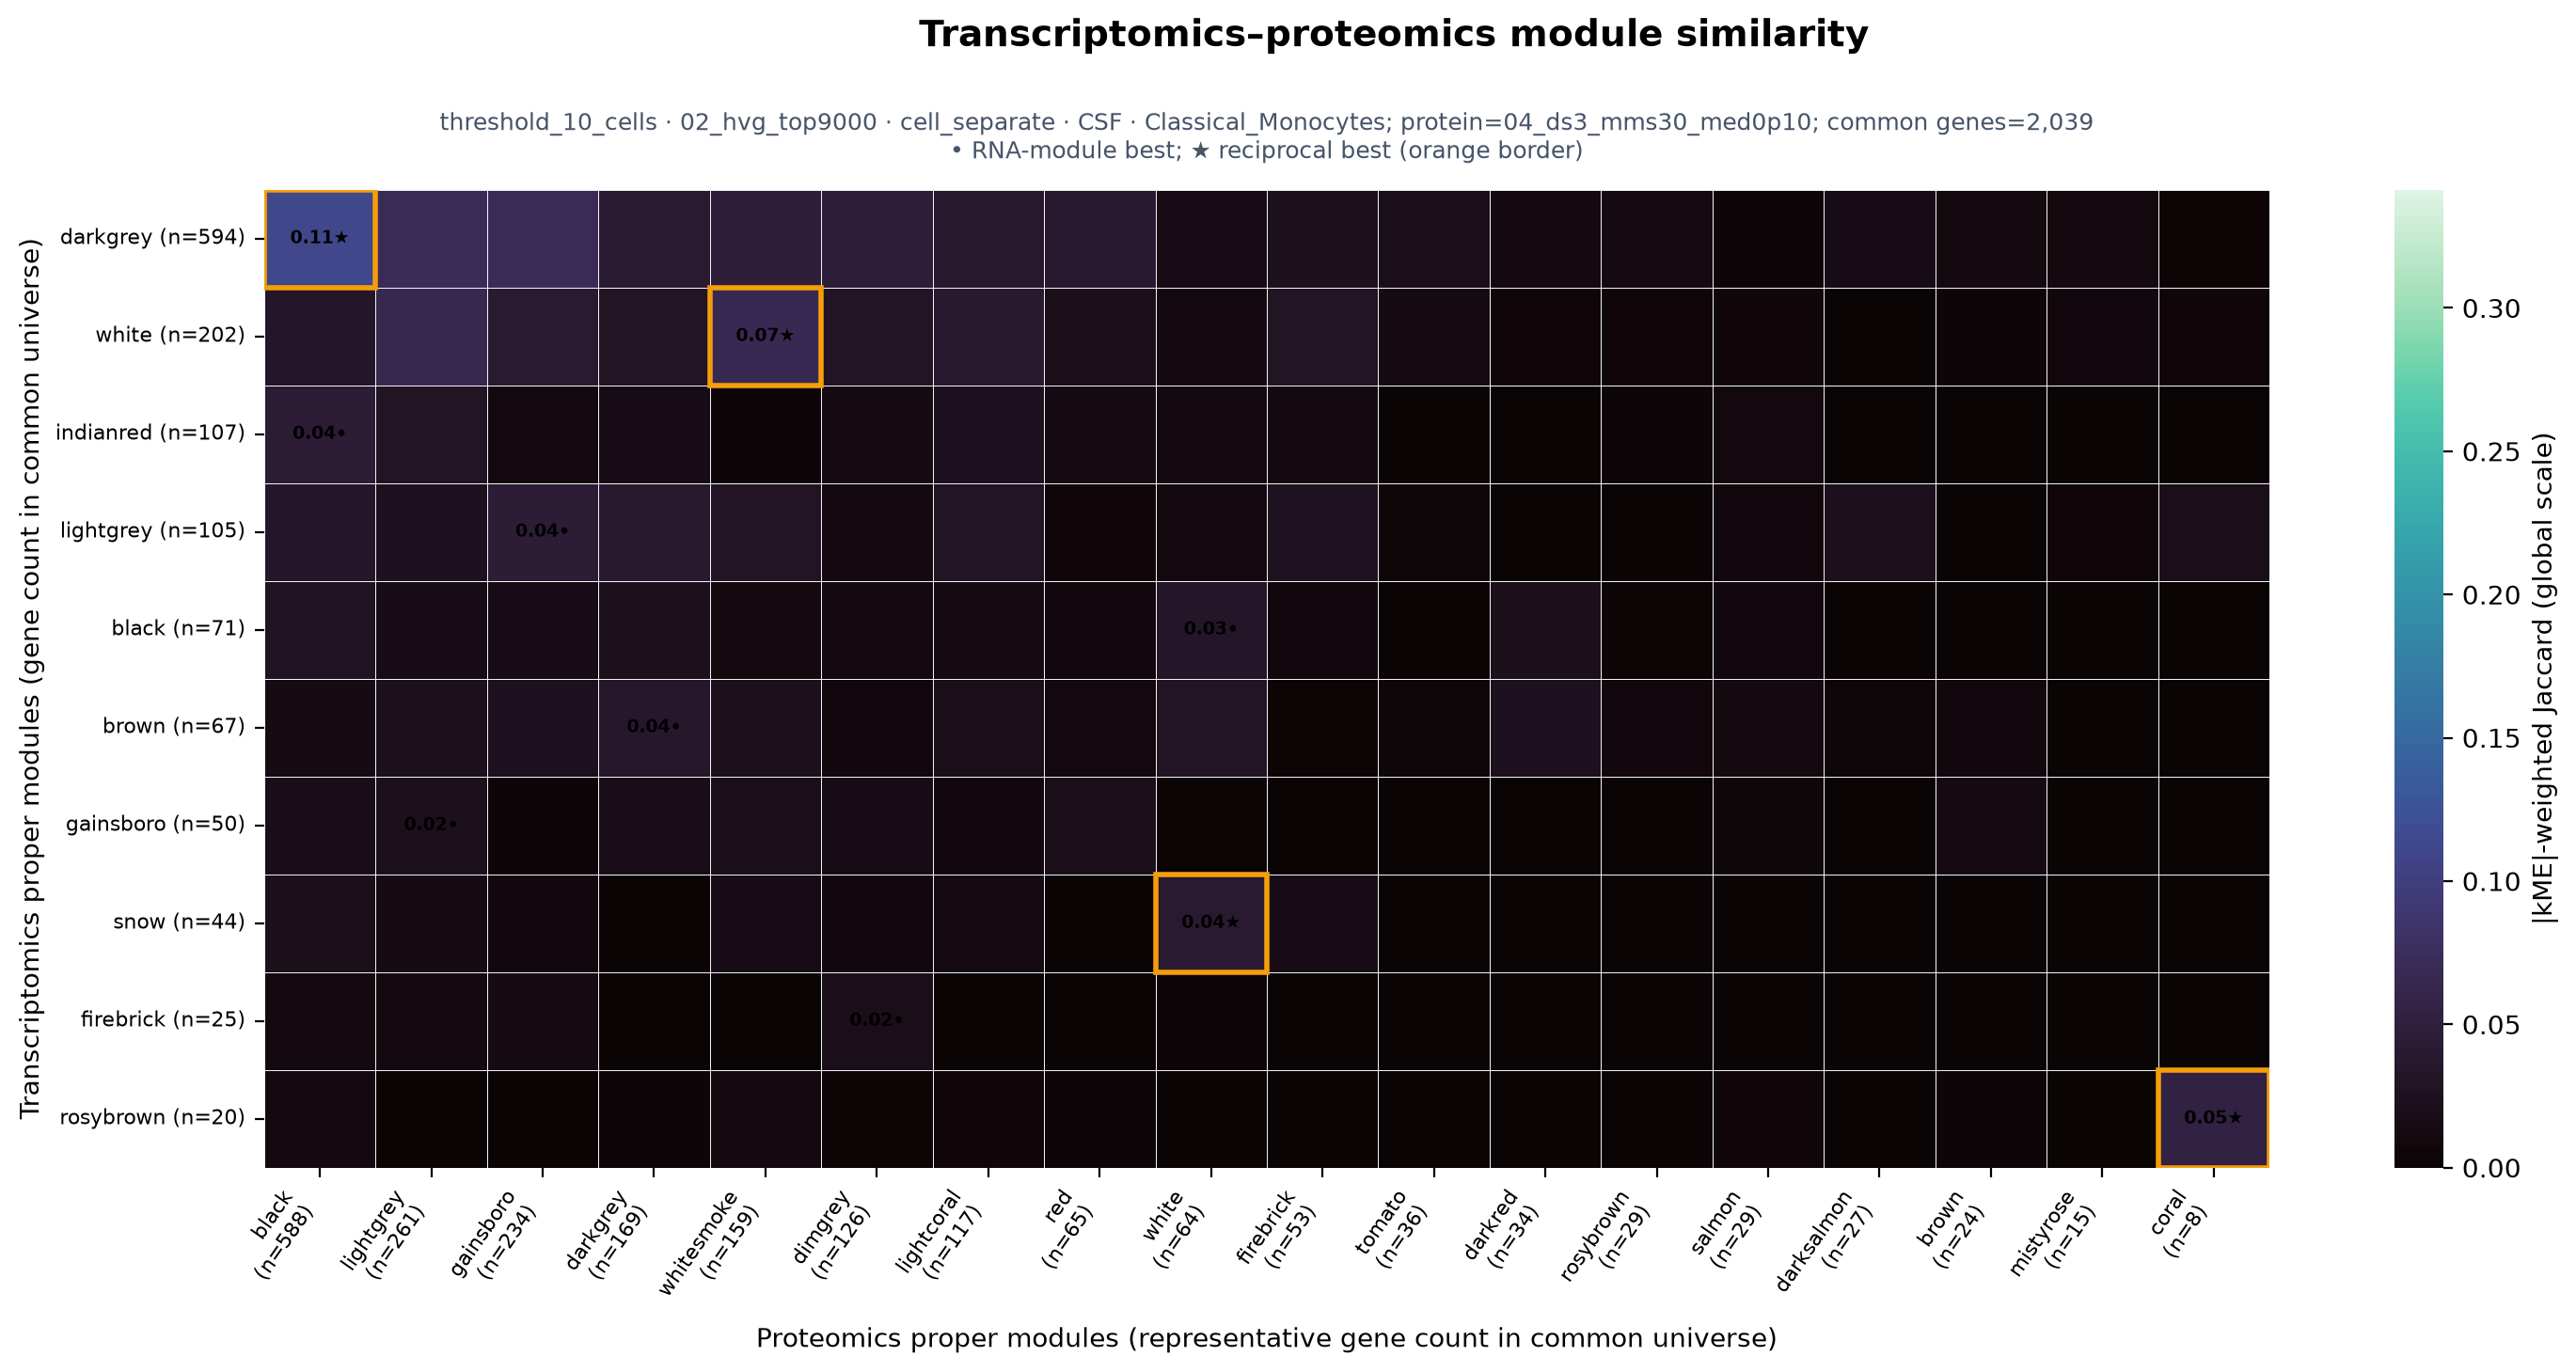 Transcriptomics–proteomics module similarity
threshold_10_cells · 02_hvg_top9000 · cell_separate · CSF · Classical_Monocytes; protein=04_ds3_mms30_med0p10; common genes=2,039
• RNA-module best; ★ reciprocal best (orange border)
Transcriptomics proper modules (gene count in common universe)
darkgrey (n=594)
white (n=202)
indianred (n=107)
lightgrey (n=105)
black (n=71)
brown (n=67)
gainsboro (n=50)
snow (n=44)
firebrick (n=25)
rosybrown (n=20)
0.11★
0.07★
0.04•
0.04•
0.03•
0.04•
0.02•
0.04★
0.02•
0.05★
black
(n=588)
lightgrey
(n=261)
gainsboro
(n=234)
darkgrey
(n=169)
whitesmoke
(n=159)
dimgrey
(n=126)
lightcoral
(n=117)
red
(n=65)
white
(n=64)
firebrick
(n=53)
tomato
(n=36)
darkred
(n=34)
rosybrown
(n=29)
salmon
(n=29)
darksalmon
(n=27)
brown
(n=24)
mistyrose
(n=15)
coral
(n=8)
Proteomics proper modules (representative gene count in common universe)
0.30
0.25
0.20
0.15
0.10
0.05
0.00
|kME|-weighted Jaccard (global scale)